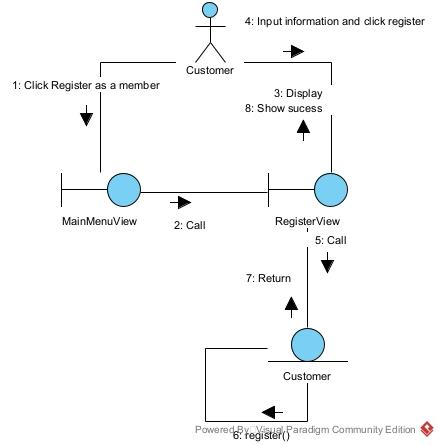 4: Input information and click register
Customer
1: Click Register as a member
3: Display
8: Show sucess
MainMenuView
RegisterView
2: Call
5: Call
7: Return
Customer
Powered By: Visual Paradigm Community Edition
6: register()